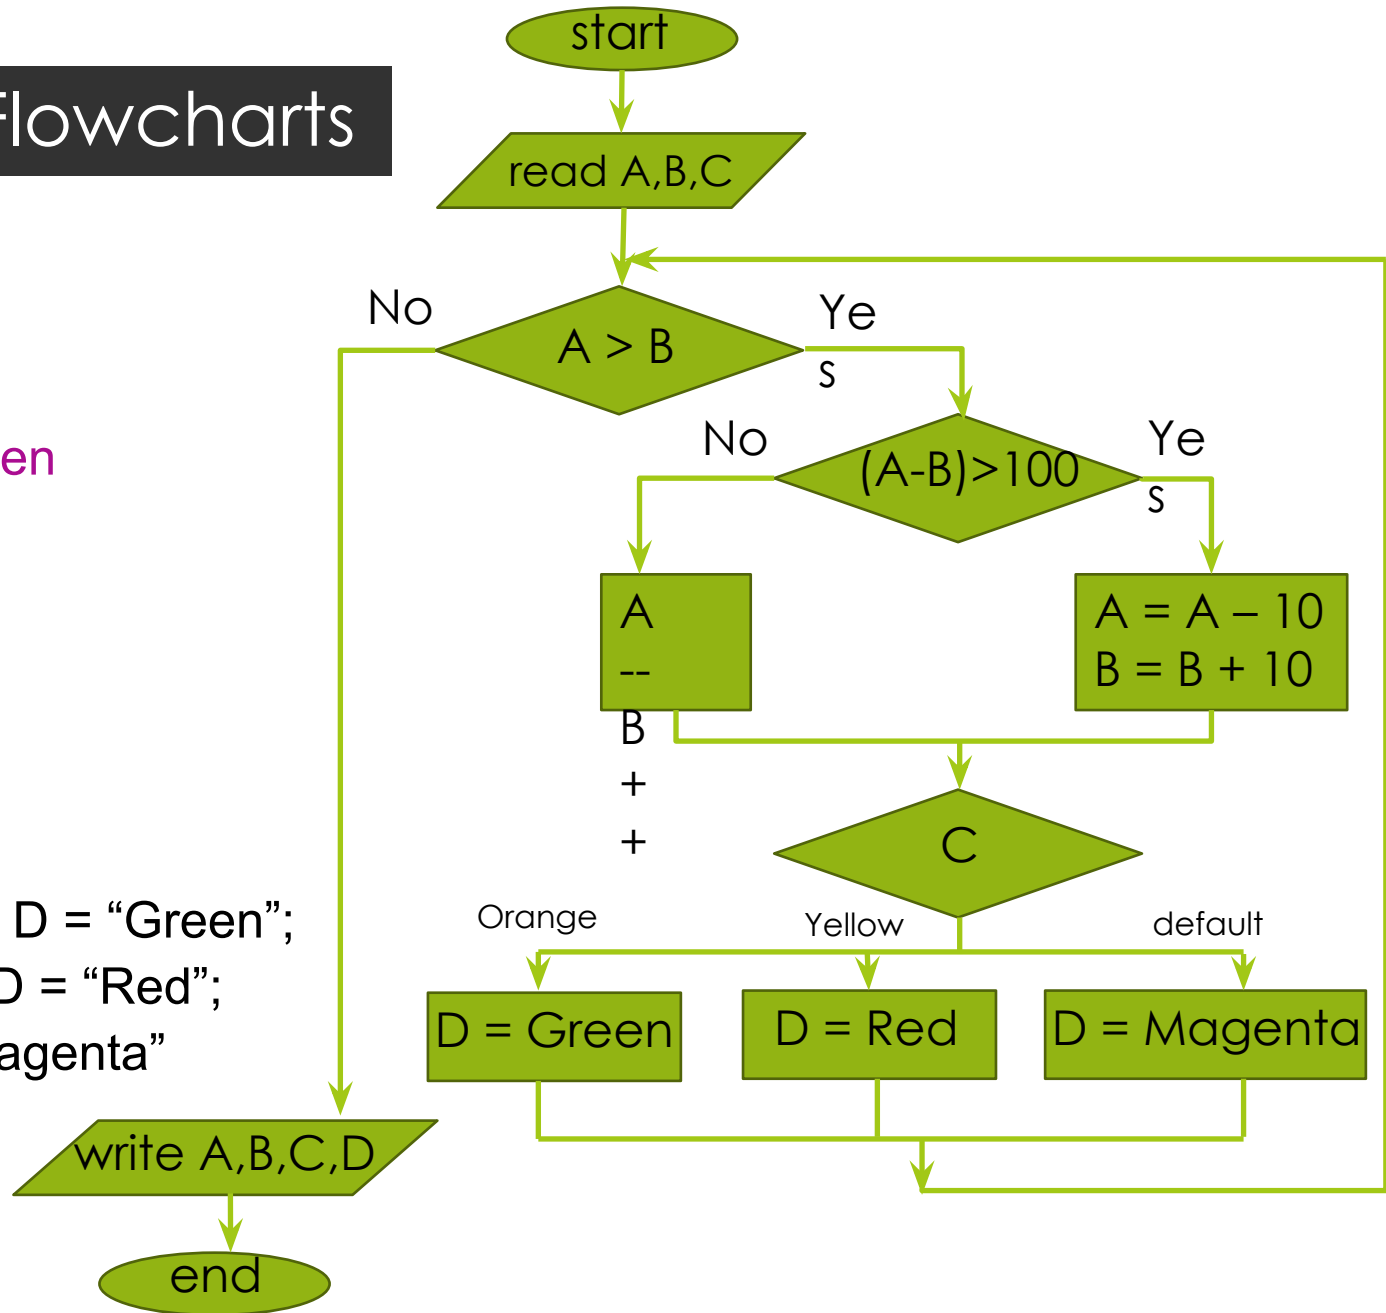 start
Flowcharts
read A,B,C
No
Ye
s
A > B
No
Ye
s
(A-B)>100
en
A
--
B
+
+
A = A – 10
B = B + 10
C
Orange
Yellow
default
D = “Green”;
D = “Red”;
agenta”
D = Green
D = Red
D = Magenta
write A,B,C,D
end